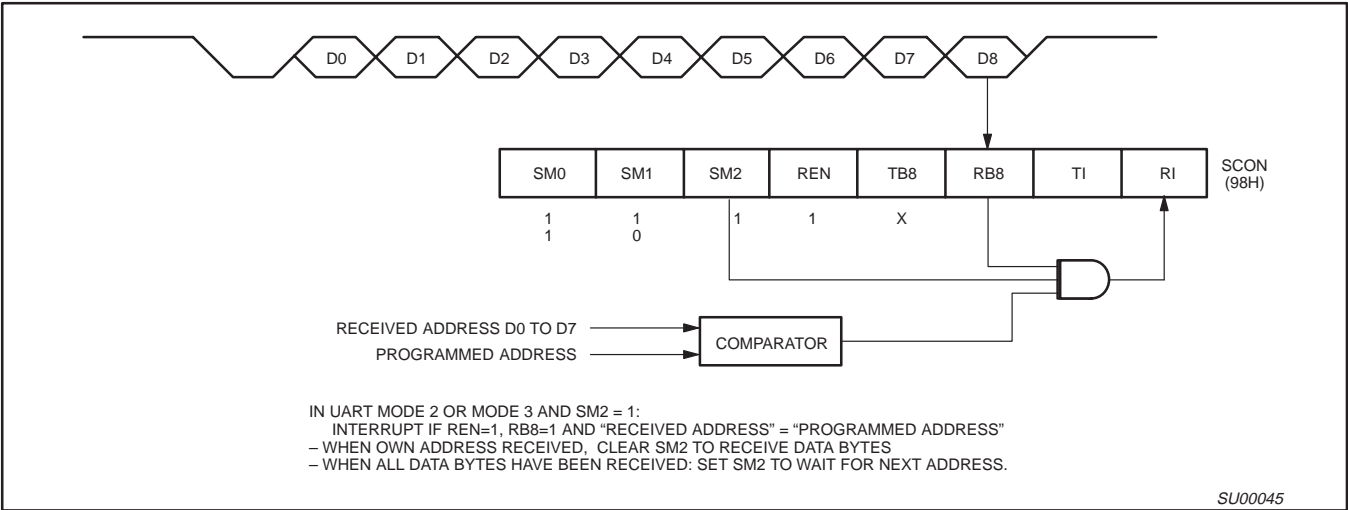 D0 D1 D2 D3 D4 D5 D6 D7 D8
SM0 SM1 SM2 REN TB8 RB8 TI RI
SCON
(98H)
1 1 1 1 X
1 0
RECEIVED ADDRESS D0 TO D7
PROGRAMMED ADDRESS
COMPARATOR
IN UART MODE 2 OR MODE 3 AND SM2 = 1:
INTERRUPT IF REN=1, RB8=1 AND “RECEIVED ADDRESS” = “PROGRAMMED ADDRESS”
– WHEN OWN ADDRESS RECEIVED, CLEAR SM2 TO RECEIVE DATA BYTES
– WHEN ALL DATA BYTES HAVE BEEN RECEIVED: SET SM2 TO WAIT FOR NEXT ADDRESS.
SU00045